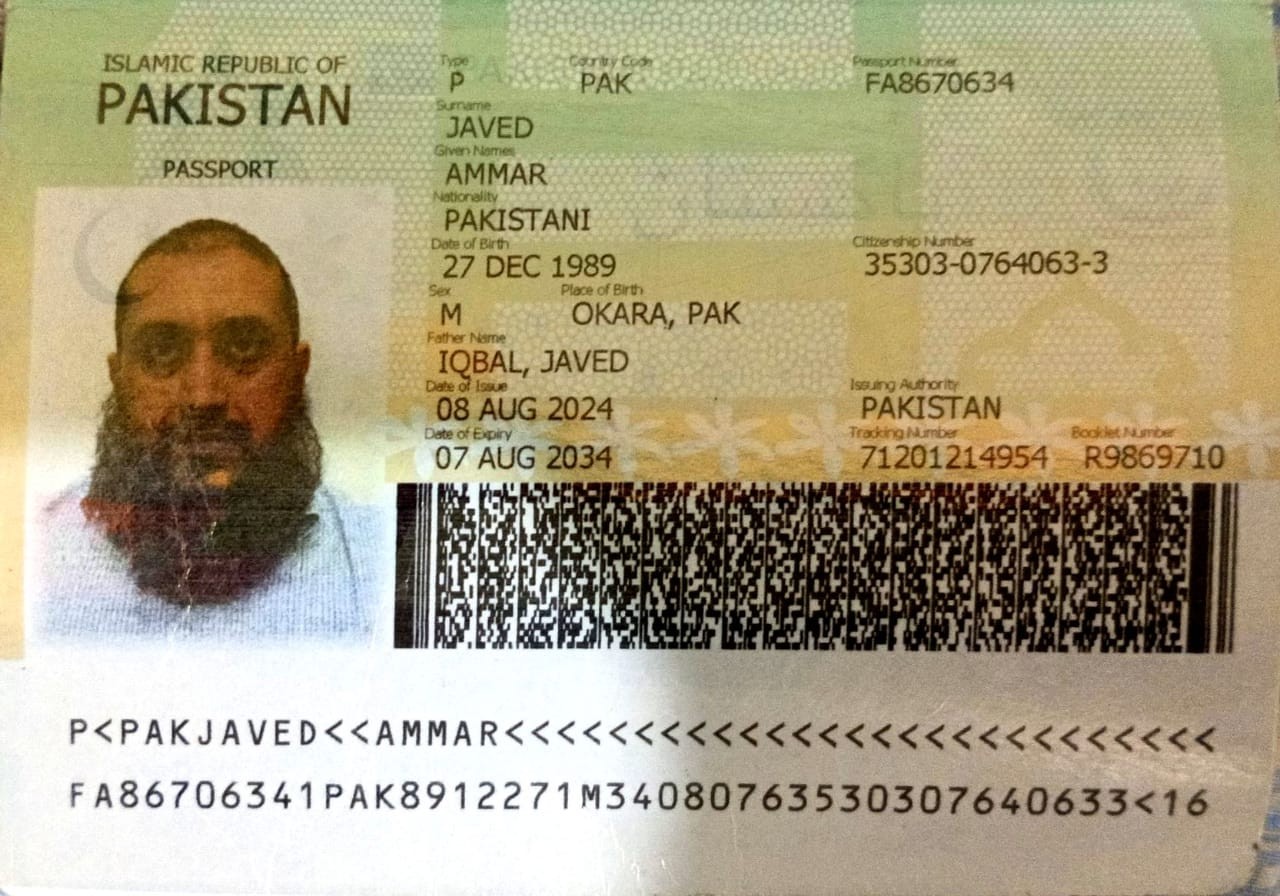 ISLAMIC REPUBLIC OF
PAKISTAN
PASSPORT
Type Country Code Passport Number
P PAK FA8670634
Surname
JAVED
Given Names
AMMAR
Nationality
PAKISTANI
Date of Birth Citizenship Number
27 DEC 1989 35303-0764063-3
Sex Place of Birth
M OKARA, PAK
Father Name
IQBAL, JAVED
Date of Issue Issuing Authority
08 AUG 2024 PAKISTAN
Date of Expiry Tracking Number Booklet Number
07 AUG 2034 71201214954 R9869710
P<PAKJAVED<<AMMAR<<<<<<<<<<<<<<<<<<<<<<<<<<<
FA86706341PAK8912271M3408076353030764063​3<16